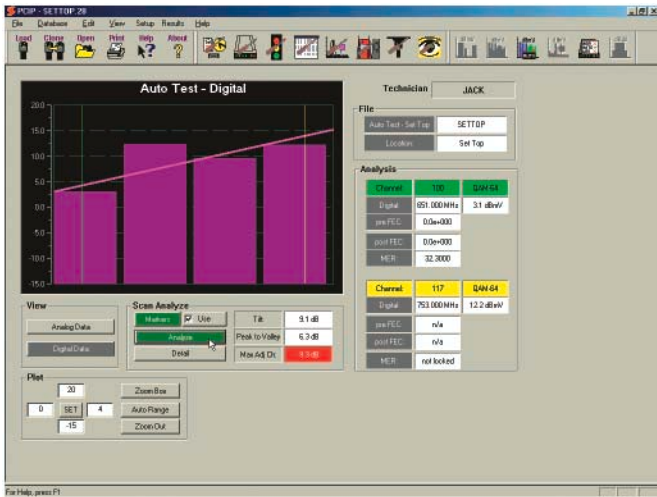 PCIP - SETTOP.28
File Database Edit View Setup Results Help
Load Clone Open Print Help About
Auto Test - Digital
20.0
15.0
10.0
5.0
0.0
-5.0
-10.0
-15.0
Technician JACK
File
Auto Test - Set Top SETTOP
Location Set Top
Analysis
Channel 100 QAM-64
Digital 651.000 MHz 3.1 dBmV
pre FEC 0.0e+000
post FEC 0.0e+000
MER 32.3000
Channel 117 QAM-64
Digital 753.000 MHz 12.2 dBmV
pre FEC n/a
post FEC n/a
MER not locked
View
Analog Data
Digital Data
Scan Analyze
Markers Use
Analyze
Detail
Tilt 9.1 dB
Peak to Valley 6.3 dB
Max Adj Ch.
Plot
20
0 SET 4
-15
Zoom Box
Auto Range
Zoom Out
For Help, press F1